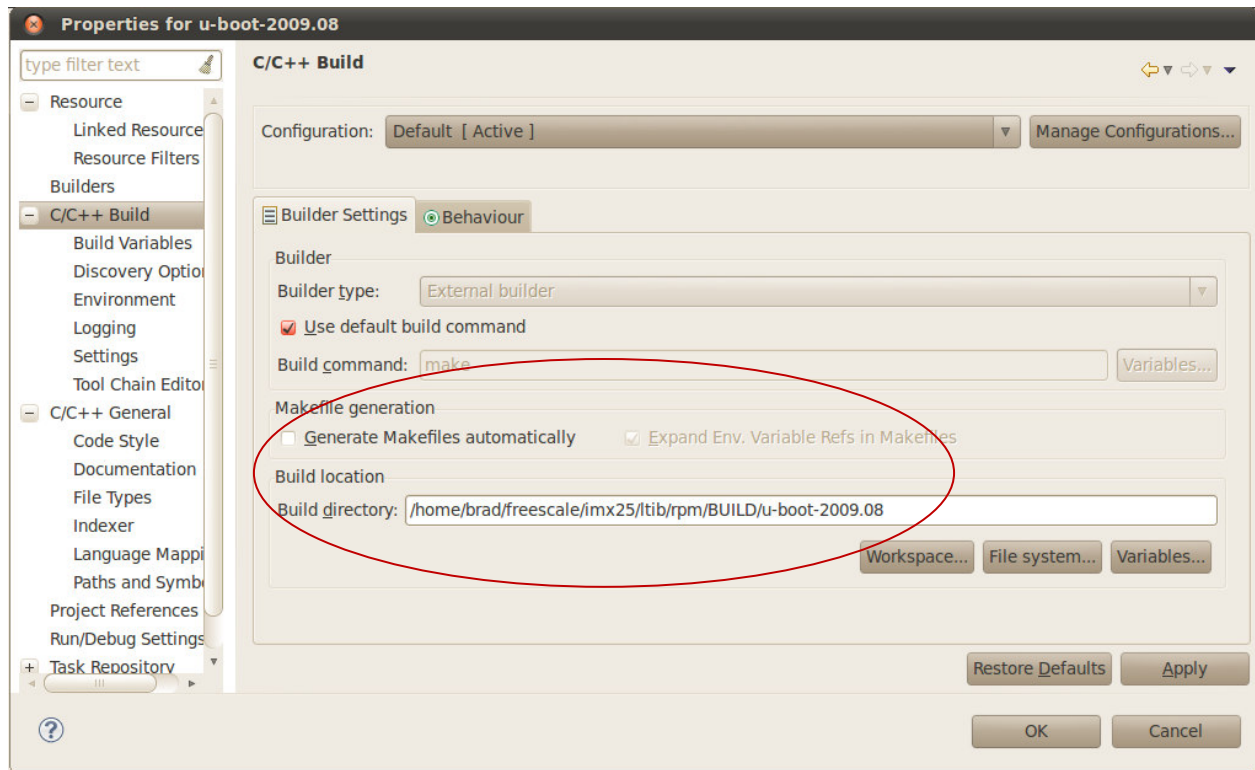 Properties for u-boot-2009.08
type filter text
Resource
Linked Resource
Resource Filters
Builders
C/C++ Build
Build Variables
Discovery Option
Environment
Logging
Settings
Tool Chain Editor
C/C++ General
Code Style
Documentation
File Types
Indexer
Language Mappi
Paths and Symbo
Project References
Run/Debug Settings
Task Repository
C/C++ Build
Configuration: Default [ Active ] Manage Configurations...
Builder Settings Behaviour
Builder
Builder type: External builder
Use default build command
Build command: make Variables...
Makefile generation
Generate Makefiles automatically Expand Env. Variable Refs in Makefiles
Build location
Build directory: /home/brad/freescale/imx25/ltib/rpm/BUILD/u-boot-2009.08
Workspace... File system... Variables...
Restore Defaults Apply
OK Cancel